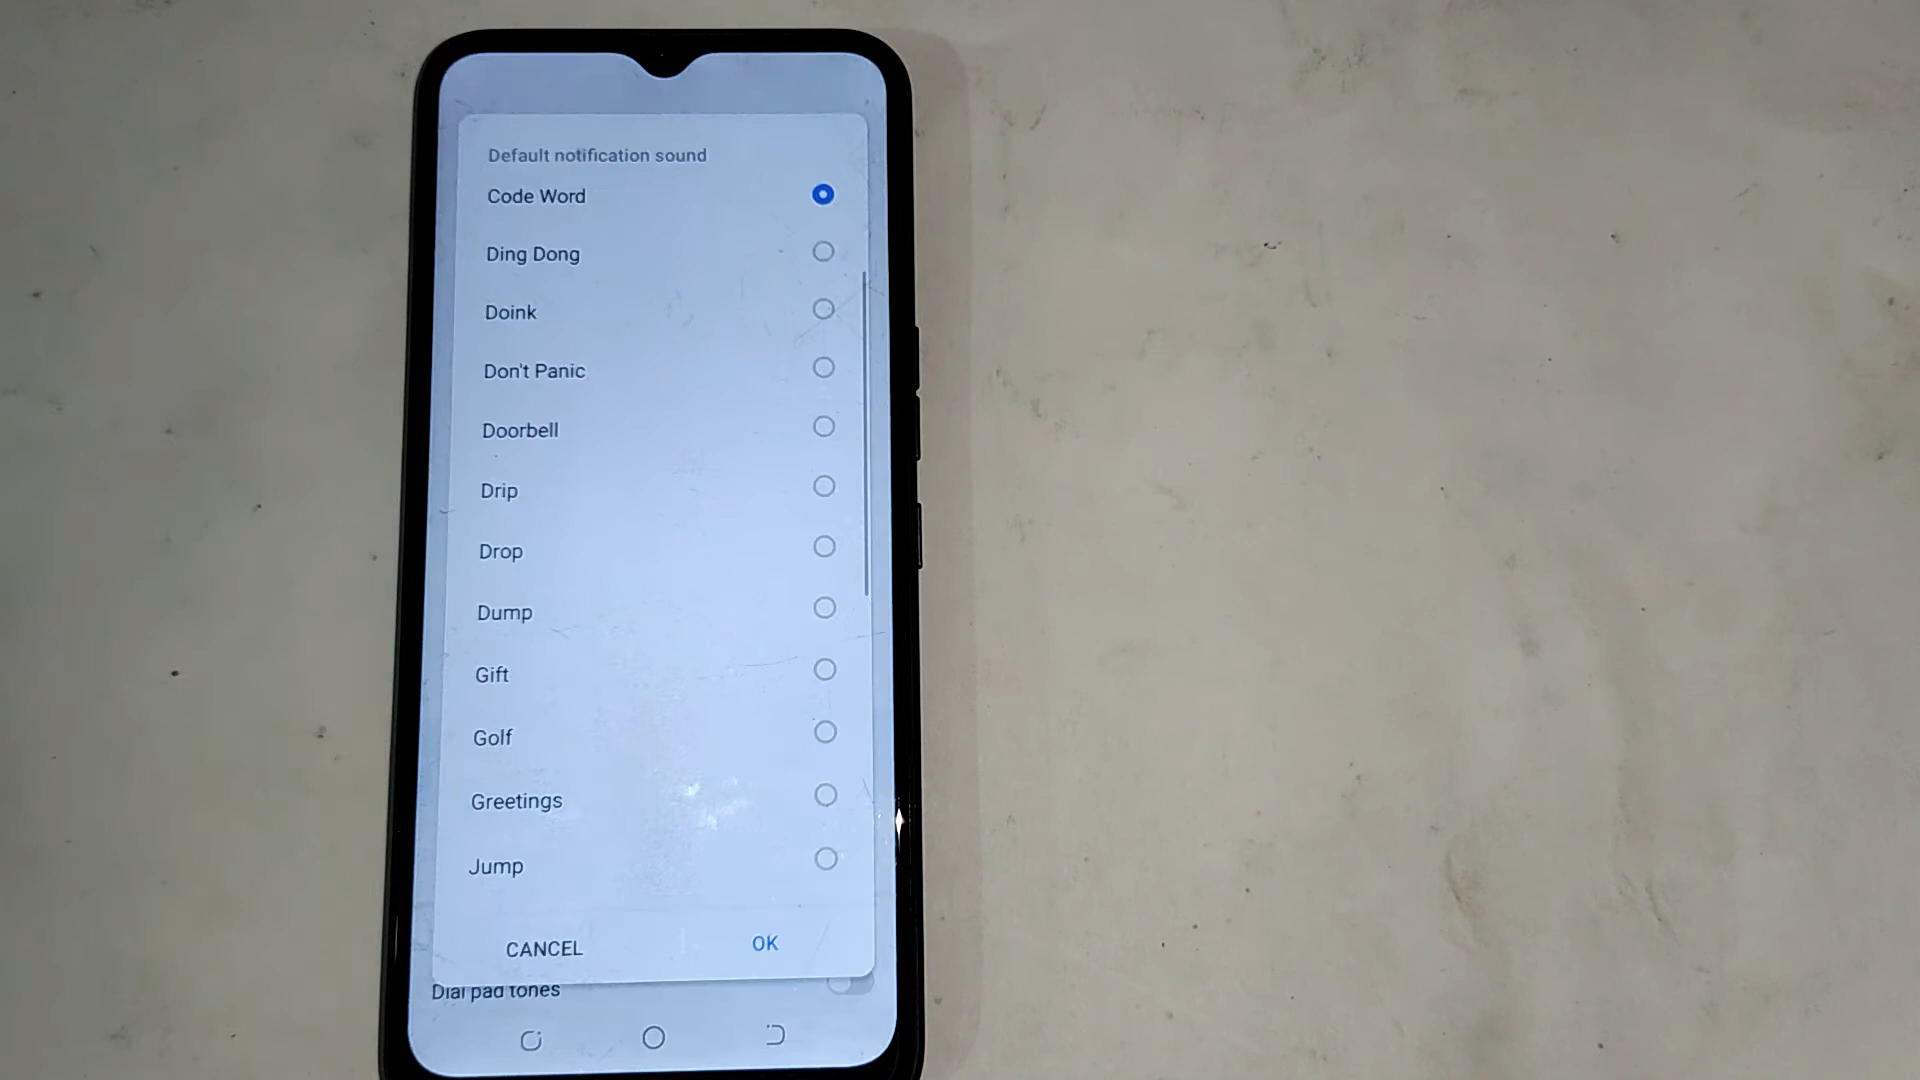 Default notification sound
Code Word
Ding Dong
Doink
Don't Panic
Doorbell
Drip
Drop
Dump
Gift
Golf
Greetings
Jump
CANCEL
OK
Dial pad tones